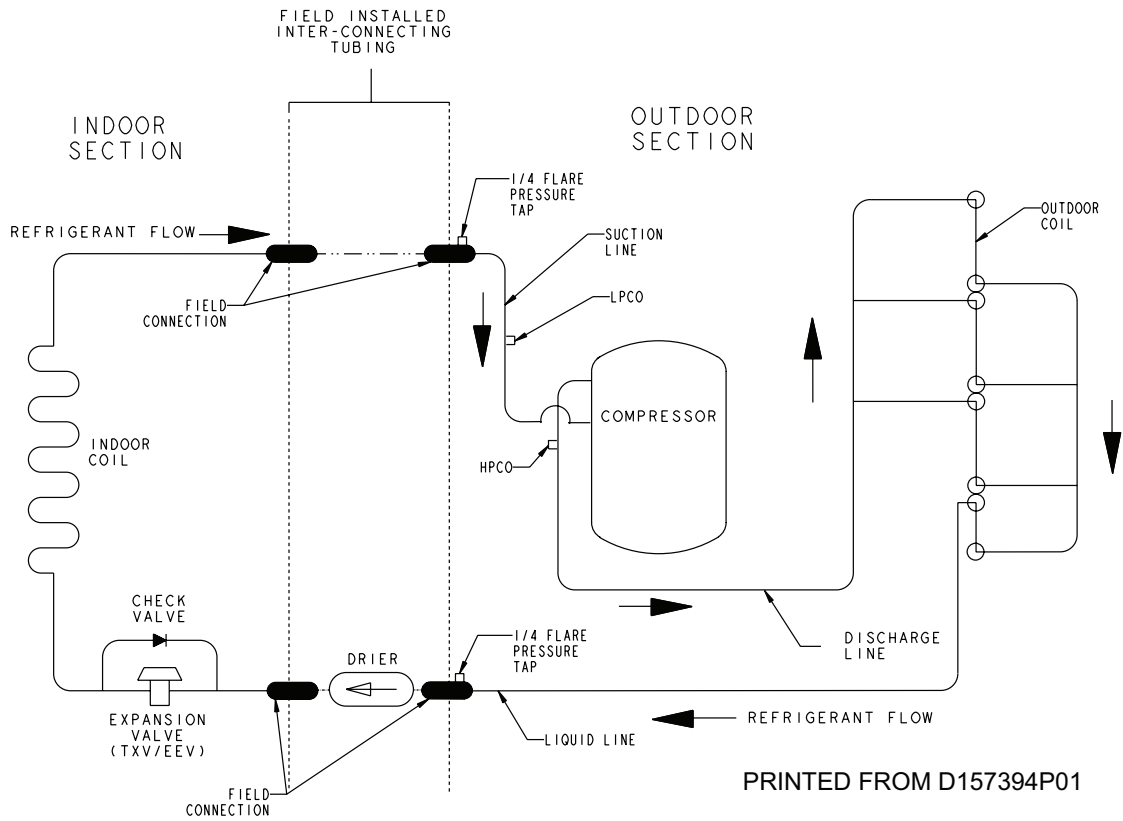 FIELD INSTALLED
INTER-CONNECTING
TUBING
INDOOR
SECTION
OUTDOOR
SECTION
1/4 FLARE
PRESSURE
TAP
REFRIGERANT FLOW
SUCTION
LINE
OUTDOOR
COIL
FIELD
CONNECTION
LPCO
COMPRESSOR
INDOOR
COIL
HPCO
CHECK
VALVE
DRIER
1/4 FLARE
PRESSURE
TAP
DISCHARGE
LINE
EXPANSION
VALVE
(TXV/EEV)
LIQUID LINE
REFRIGERANT FLOW
FIELD
CONNECTION
PRINTED FROM D157394P01